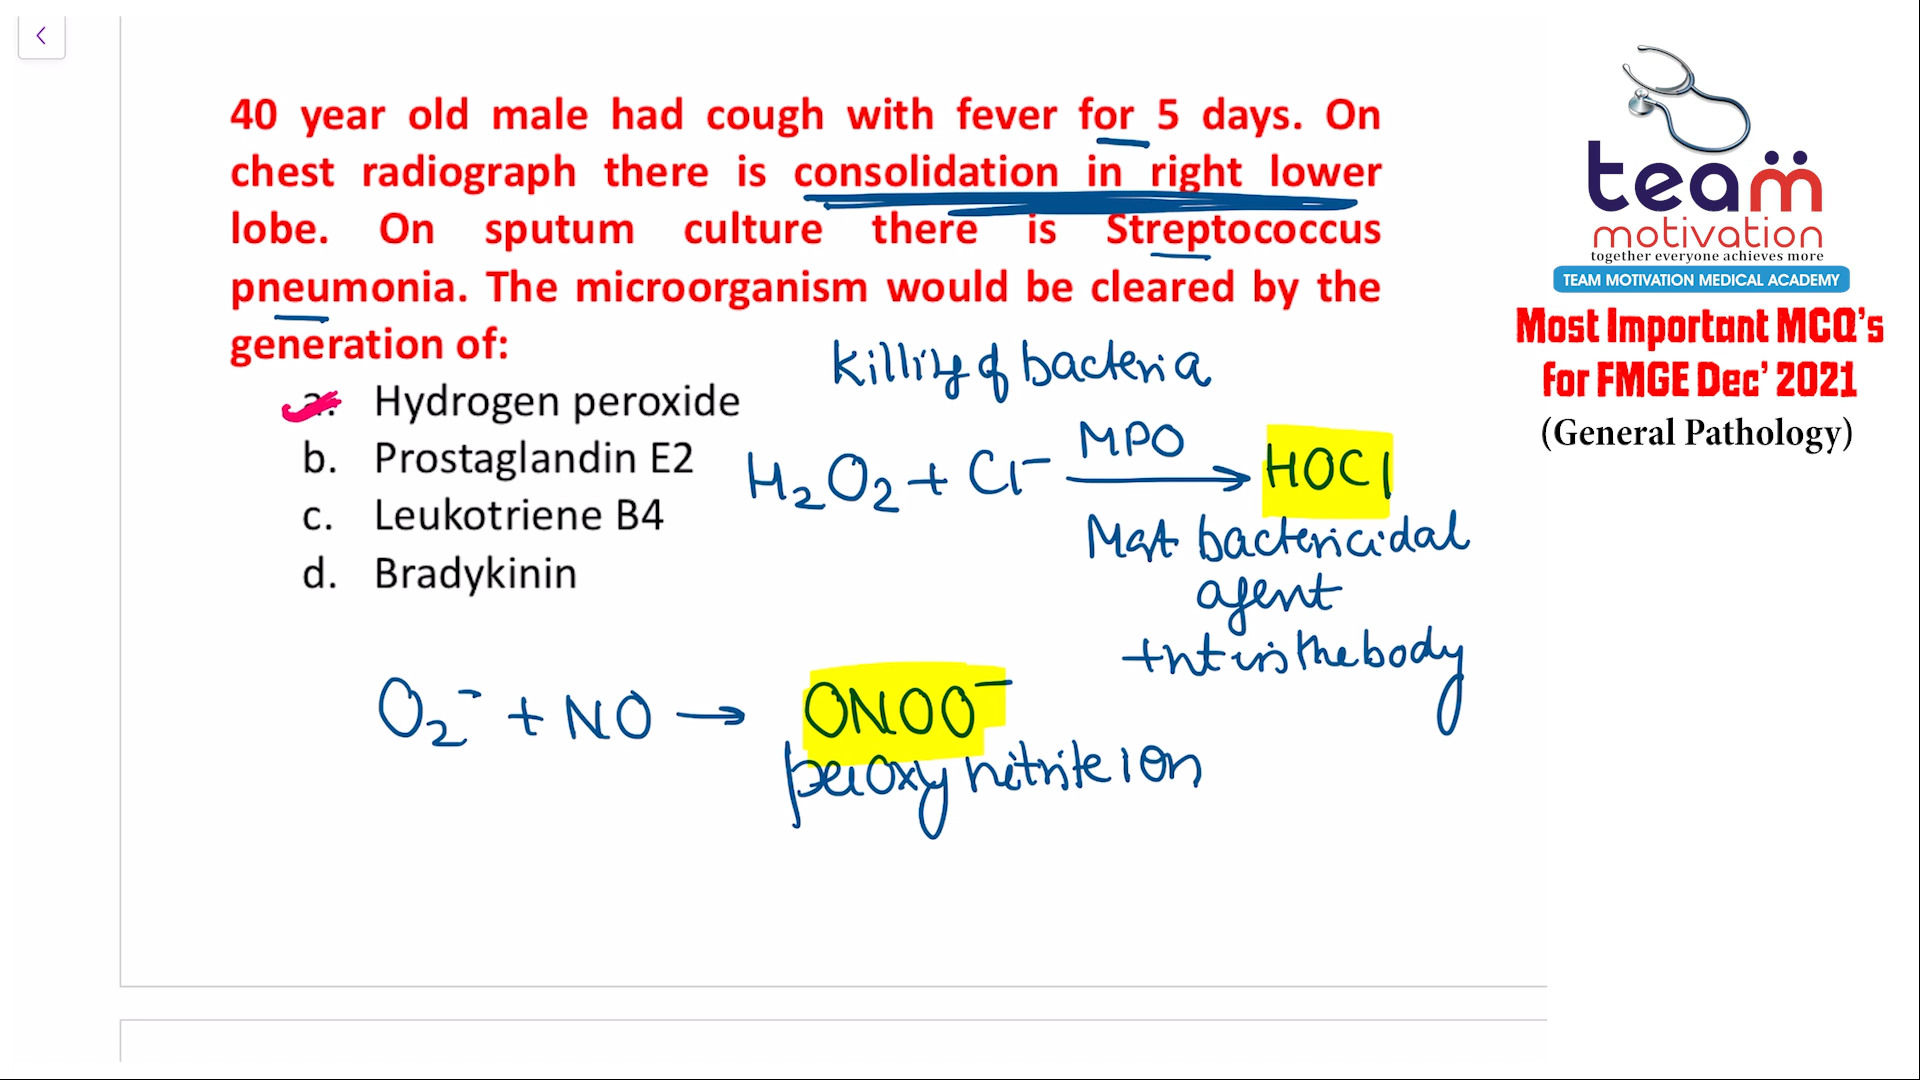 40 year old male had cough with fever for 5 days. On
chest radiograph there is consolidation in right lower
lobe. On sputum culture there is Streptococcus
pneumonia. The microorganism would be cleared by the
generation of:
killing of bacteria
a. Hydrogen peroxide
b. Prostaglandin E2
c. Leukotriene B4
d. Bradykinin
H₂O₂ + Cl⁻ MPO → HOCl
Mst bactericidal
agent
+nt in the body
O₂⁻ + NO → ONOO⁻
peroxy nitrite ion
team
motivation
together everyone achieves more
TEAM MOTIVATION MEDICAL ACADEMY
Most Important MCQ's
for FMGE Dec' 2021
(General Pathology)